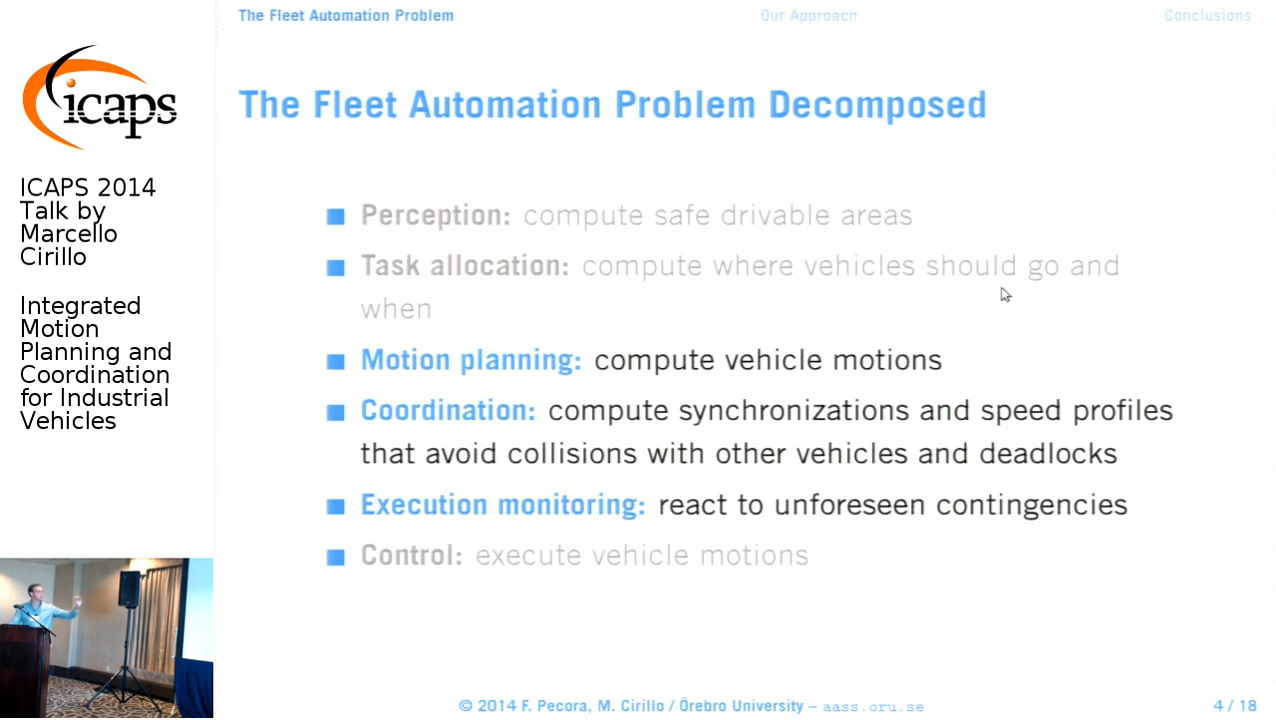 The Fleet Automation Problem
Our Approach
Conclusions
icaps
ICAPS 2014
Talk by
Marcello
Cirillo
Integrated
Motion
Planning and
Coordination
for Industrial
Vehicles
The Fleet Automation Problem Decomposed
Perception: compute safe drivable areas
Task allocation: compute where vehicles should go and
when
Motion planning: compute vehicle motions
Coordination: compute synchronizations and speed profiles
that avoid collisions with other vehicles and deadlocks
Execution monitoring: react to unforeseen contingencies
Control: execute vehicle motions
© 2014 F. Pecora, M. Cirillo / Örebro University – aass.oru.se
4 / 18